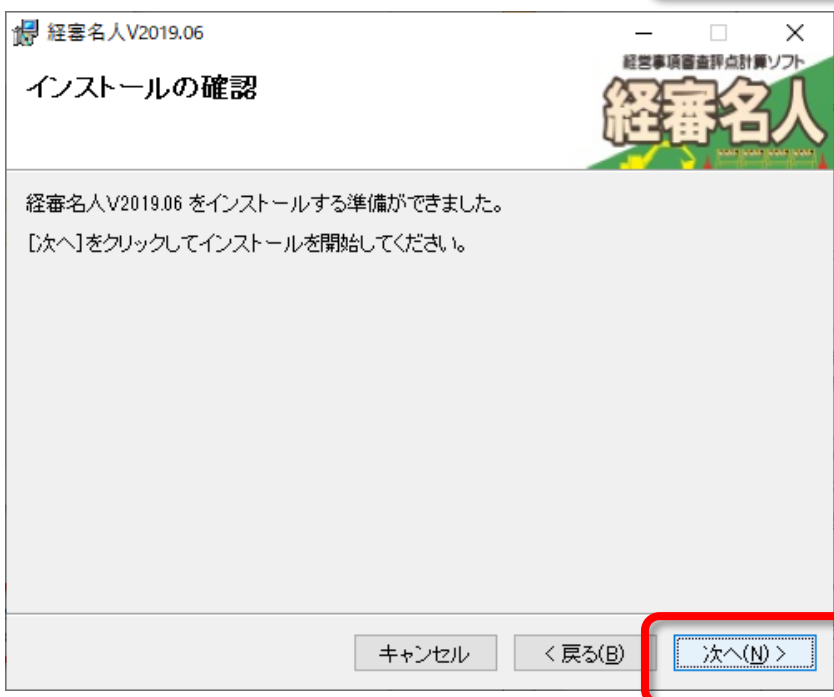 経審名人V2019.06
インストールの確認
経営事項審査評点計算ソフト
経審名人
経審名人V2019.06 をインストールする準備ができました。
[次へ]をクリックしてインストールを開始してください。
キャンセル
< 戻る(B)
次へ(N) >